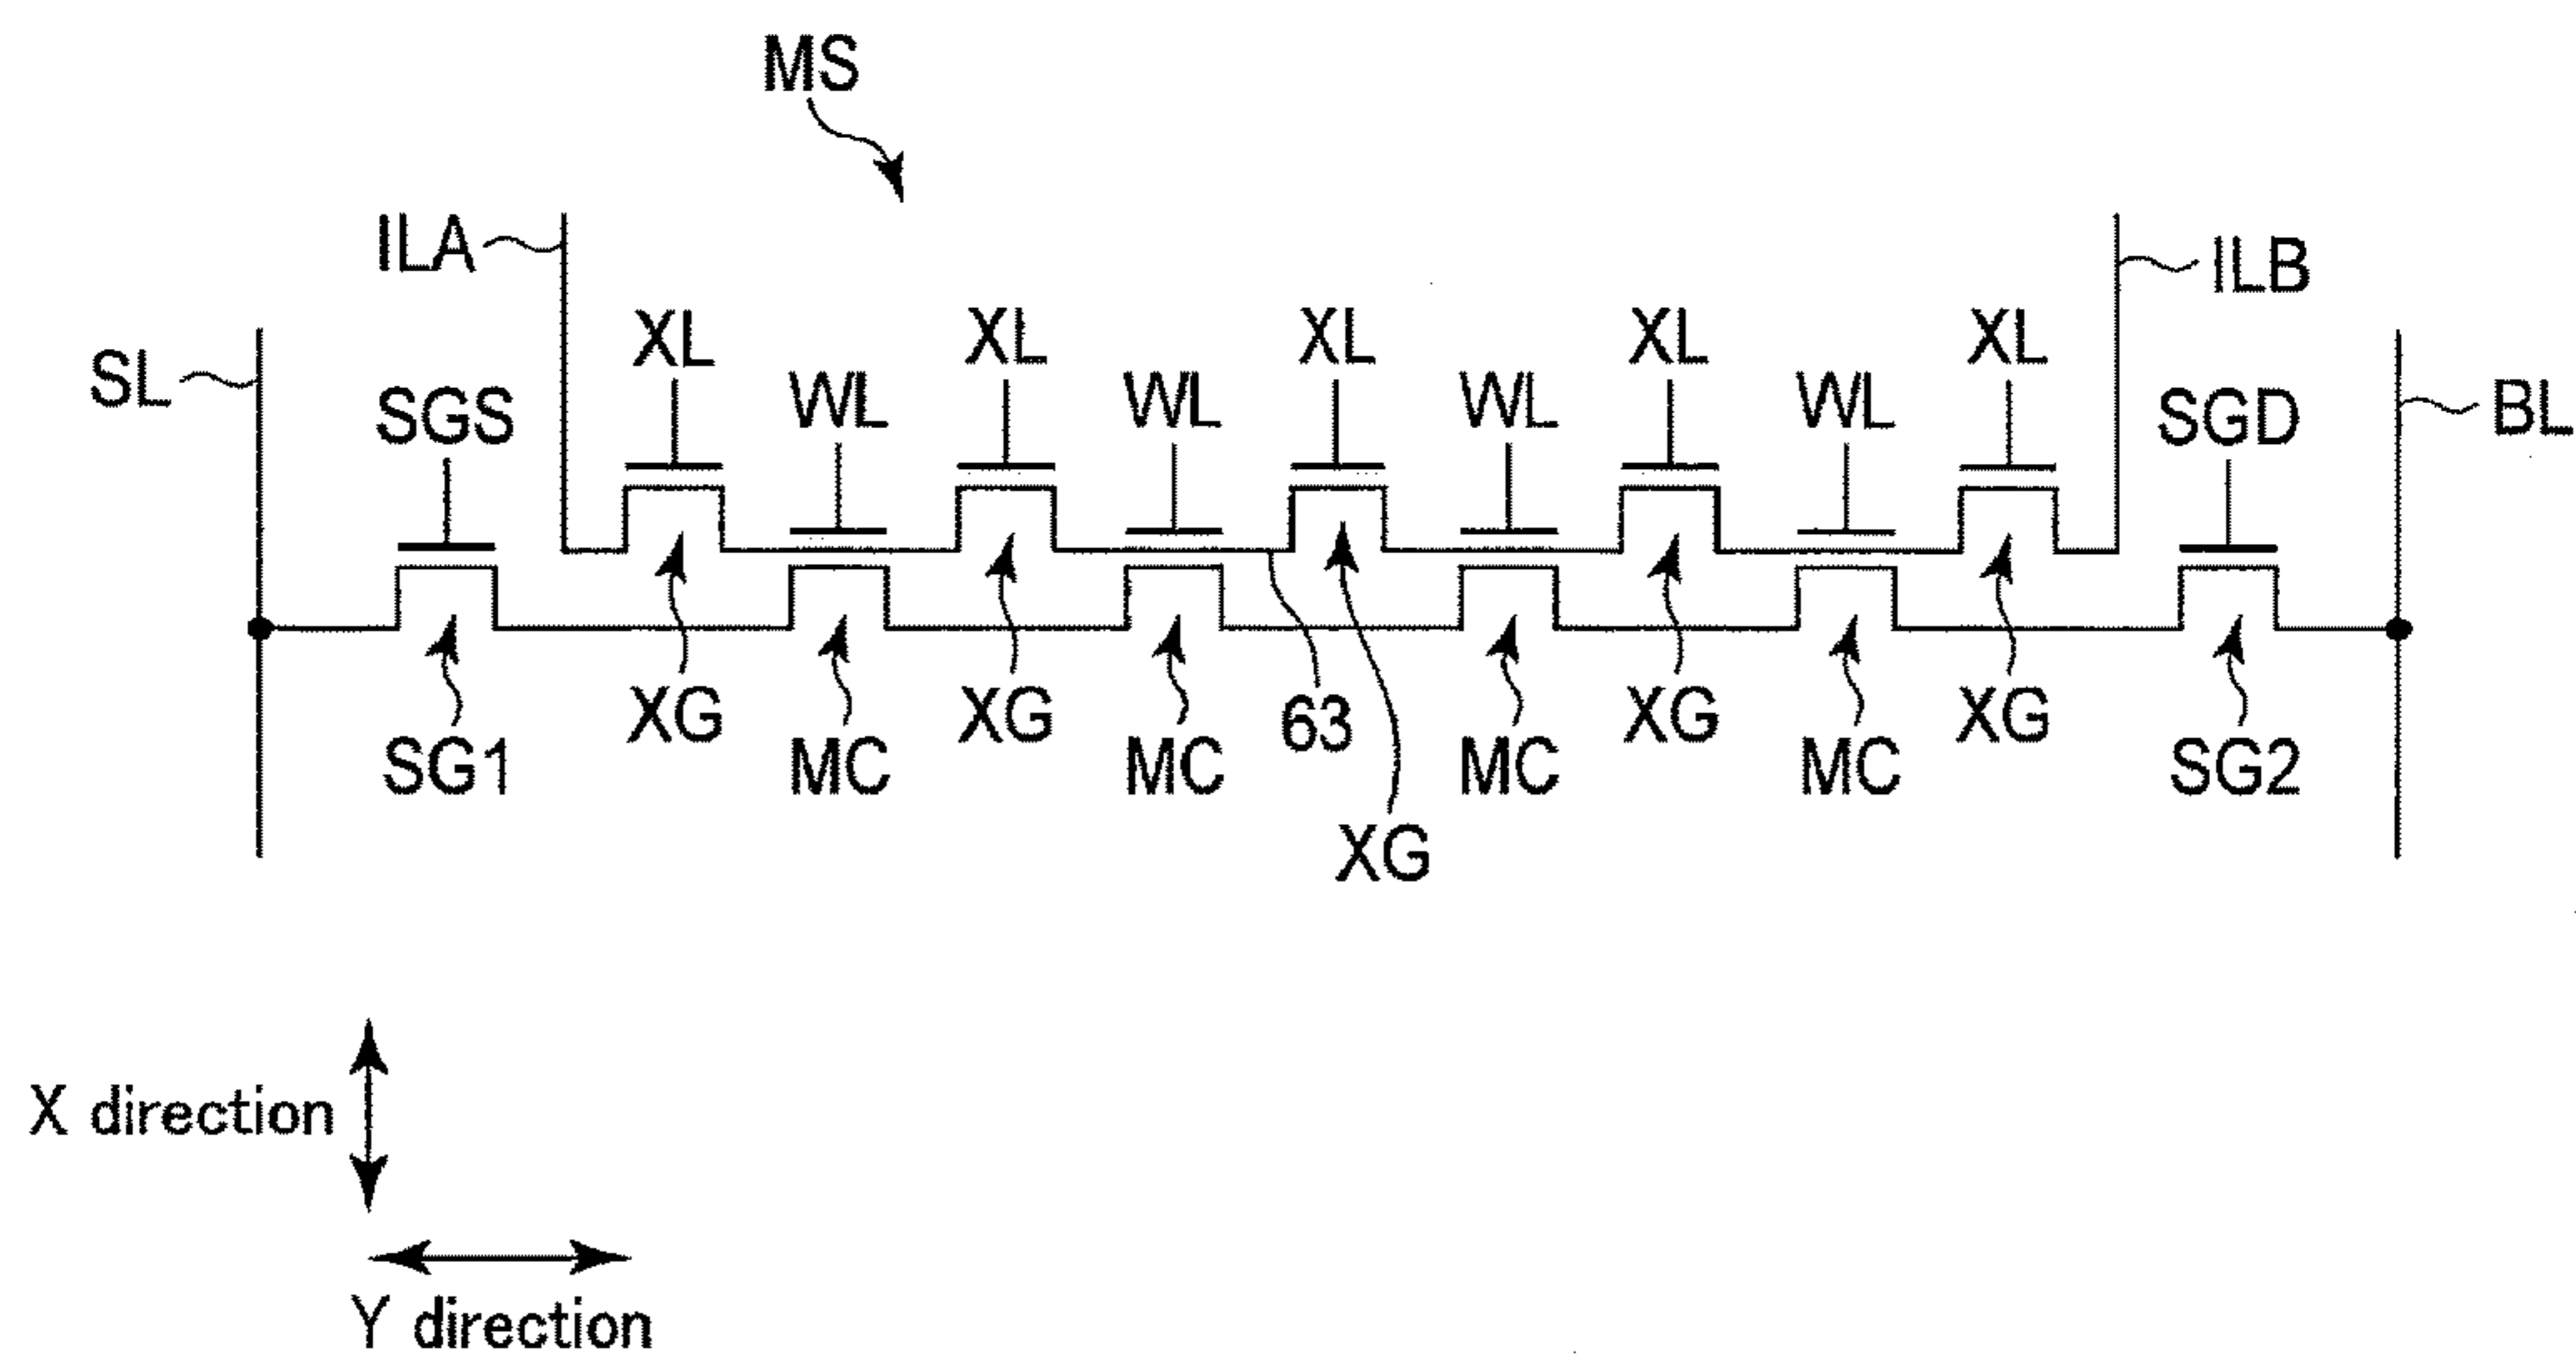 MS
ILA
ILB
XL XL XL XL XL
SL
SGS
WL WL WL WL
SGD
BL
XG XG 63 XG XG
SG1 MC MC MC MC SG2
XG
X direction
Y direction